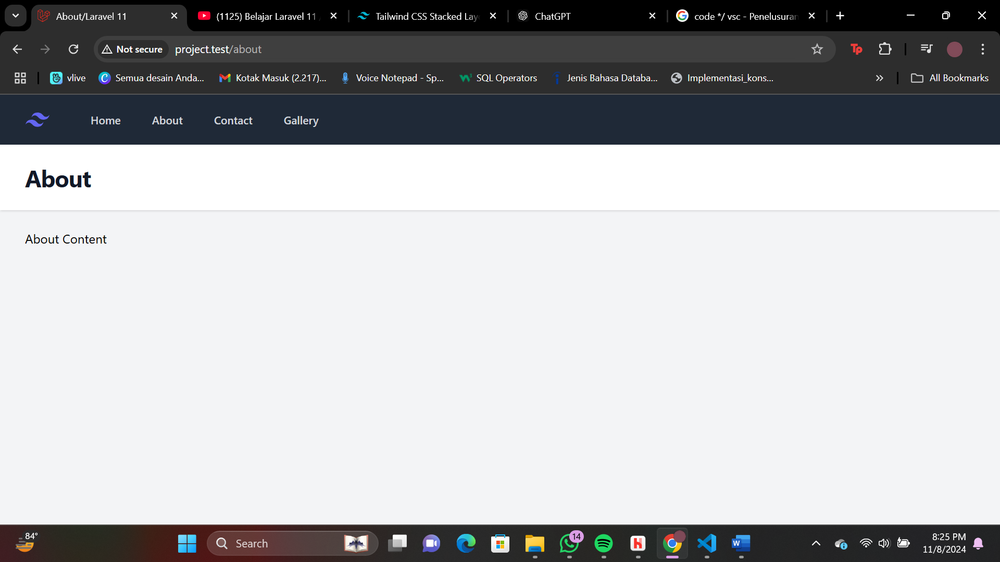 About/Laravel 11
(1125) Belajar Laravel 11
Tailwind CSS Stacked Lay
ChatGPT
code */ vsc - Penelusuran
Not secure
project.test/about
Tp
vlive
Semua desain Anda...
Kotak Masuk (2.217)...
Voice Notepad - Sp...
SQL Operators
Jenis Bahasa Databa...
Implementasi_kons...
All Bookmarks
Home
About
Contact
Gallery
About
About Content
84°
Search
14
8:25 PM
11/8/2024